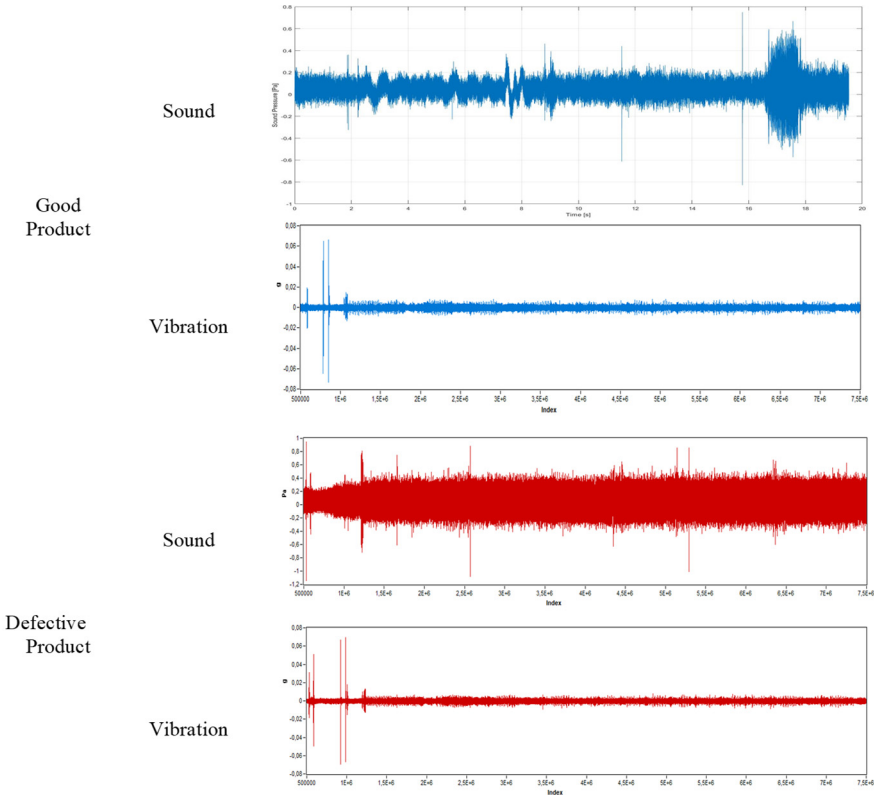 0.8
0.6
0.4
0.2
0
-0.2
-0.4
-0.6
-0.8
-1
Sound Pressure [Pa]
0 2 4 6 8 10 12 14 16 18 20
Time [s]
Sound
Good
Product
0,08
0,06
0,04
0,02
0
-0,02
-0,04
-0,06
-0,08
g
500000 1E+6 1,5E+6 2E+6 2,5E+6 3E+6 3,5E+6 4E+6 4,5E+6 5E+6 5,5E+6 6E+6 6,5E+6 7E+6 7,5E+6
Index
Vibration
1
0,8
0,6
0,4
0,2
0
-0,2
-0,4
-0,6
-0,8
-1
-1,2
Pa
500000 1E+6 1,5E+6 2E+6 2,5E+6 3E+6 3,5E+6 4E+6 4,5E+6 5E+6 5,5E+6 6E+6 6,5E+6 7E+6 7,5E+6
Index
Sound
Defective
Product
0,08
0,06
0,04
0,02
0
-0,02
-0,04
-0,06
-0,08
g
500000 1E+6 1,5E+6 2E+6 2,5E+6 3E+6 3,5E+6 4E+6 4,5E+6 5E+6 5,5E+6 6E+6 6,5E+6 7E+6 7,5E+6
Index
Vibration